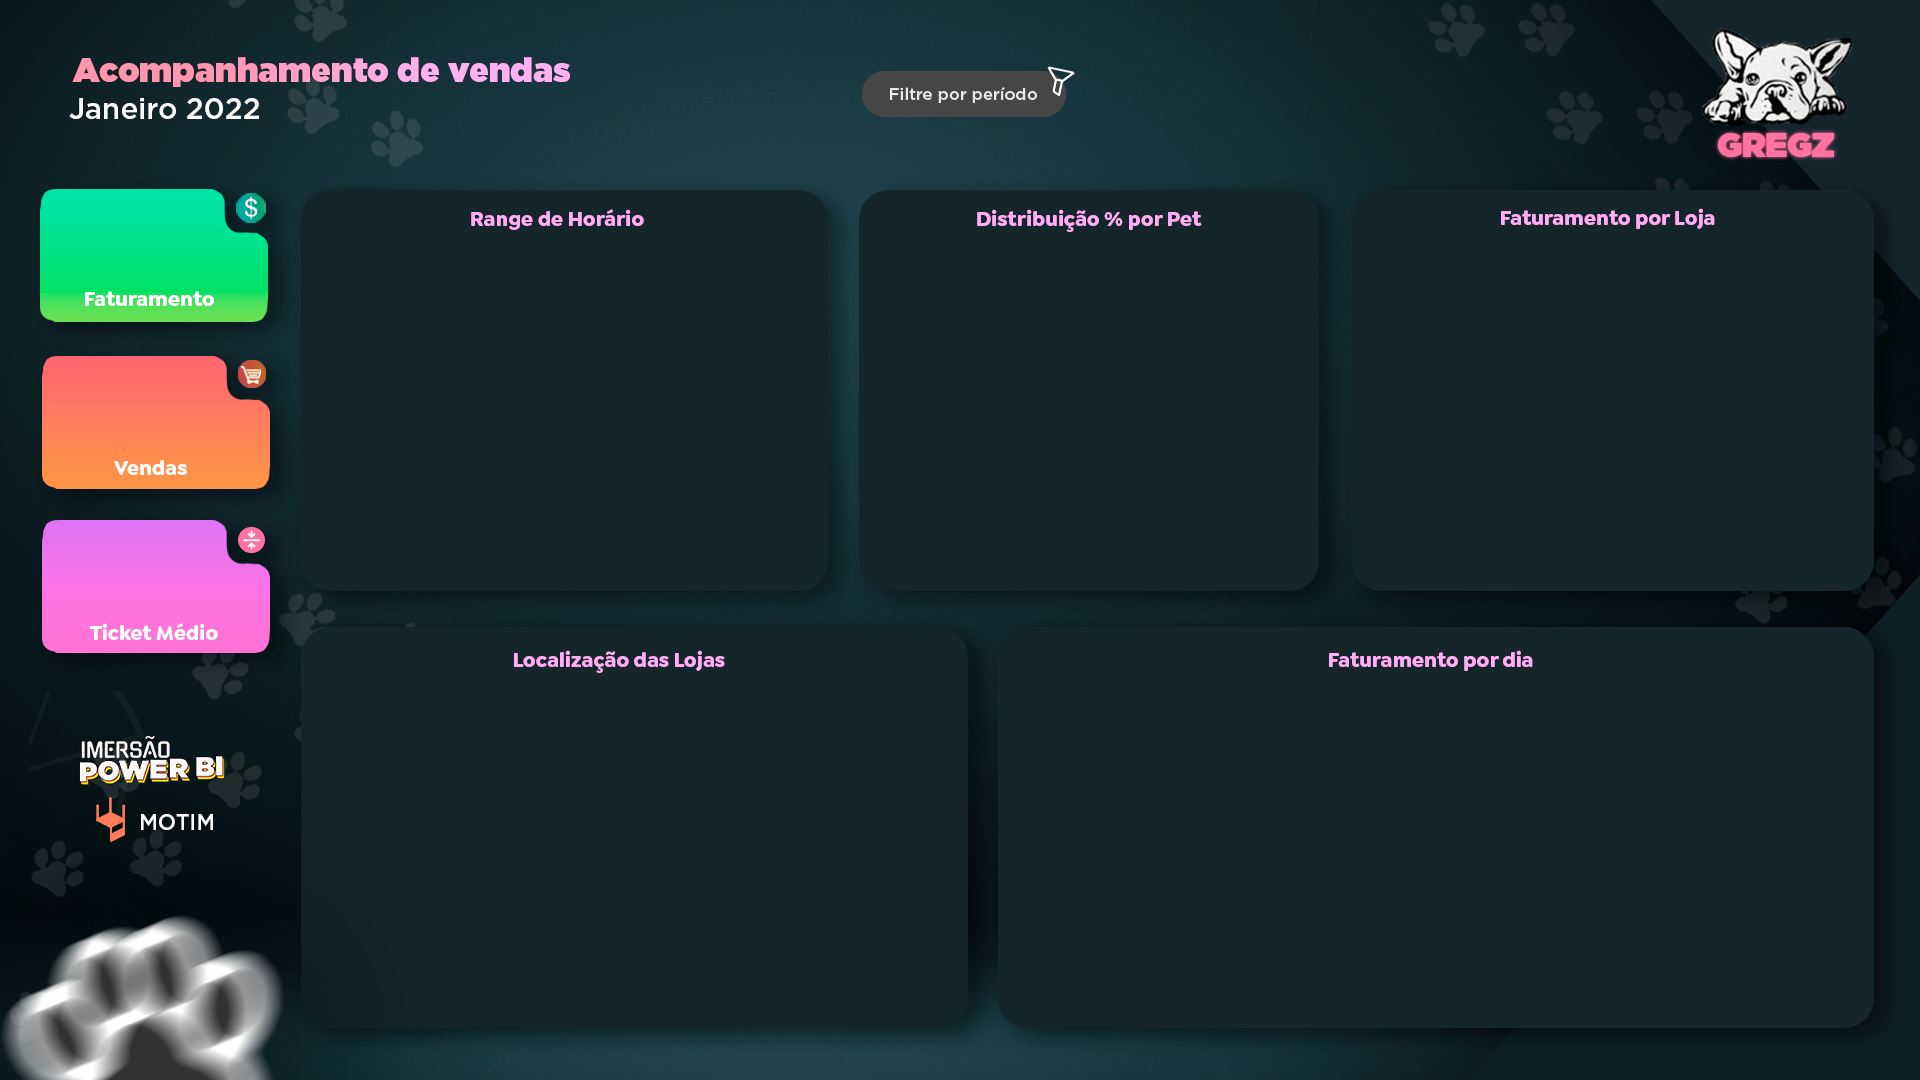 Acompanhamento de vendas
Janeiro 2022
Filtre por período
GREGZ
$
Faturamento
Vendas
Ticket Médio
Range de Horário
Distribuição % por Pet
Faturamento por Loja
Localização das Lojas
Faturamento por dia
IMERSÃO
POWER BI
MOTIM